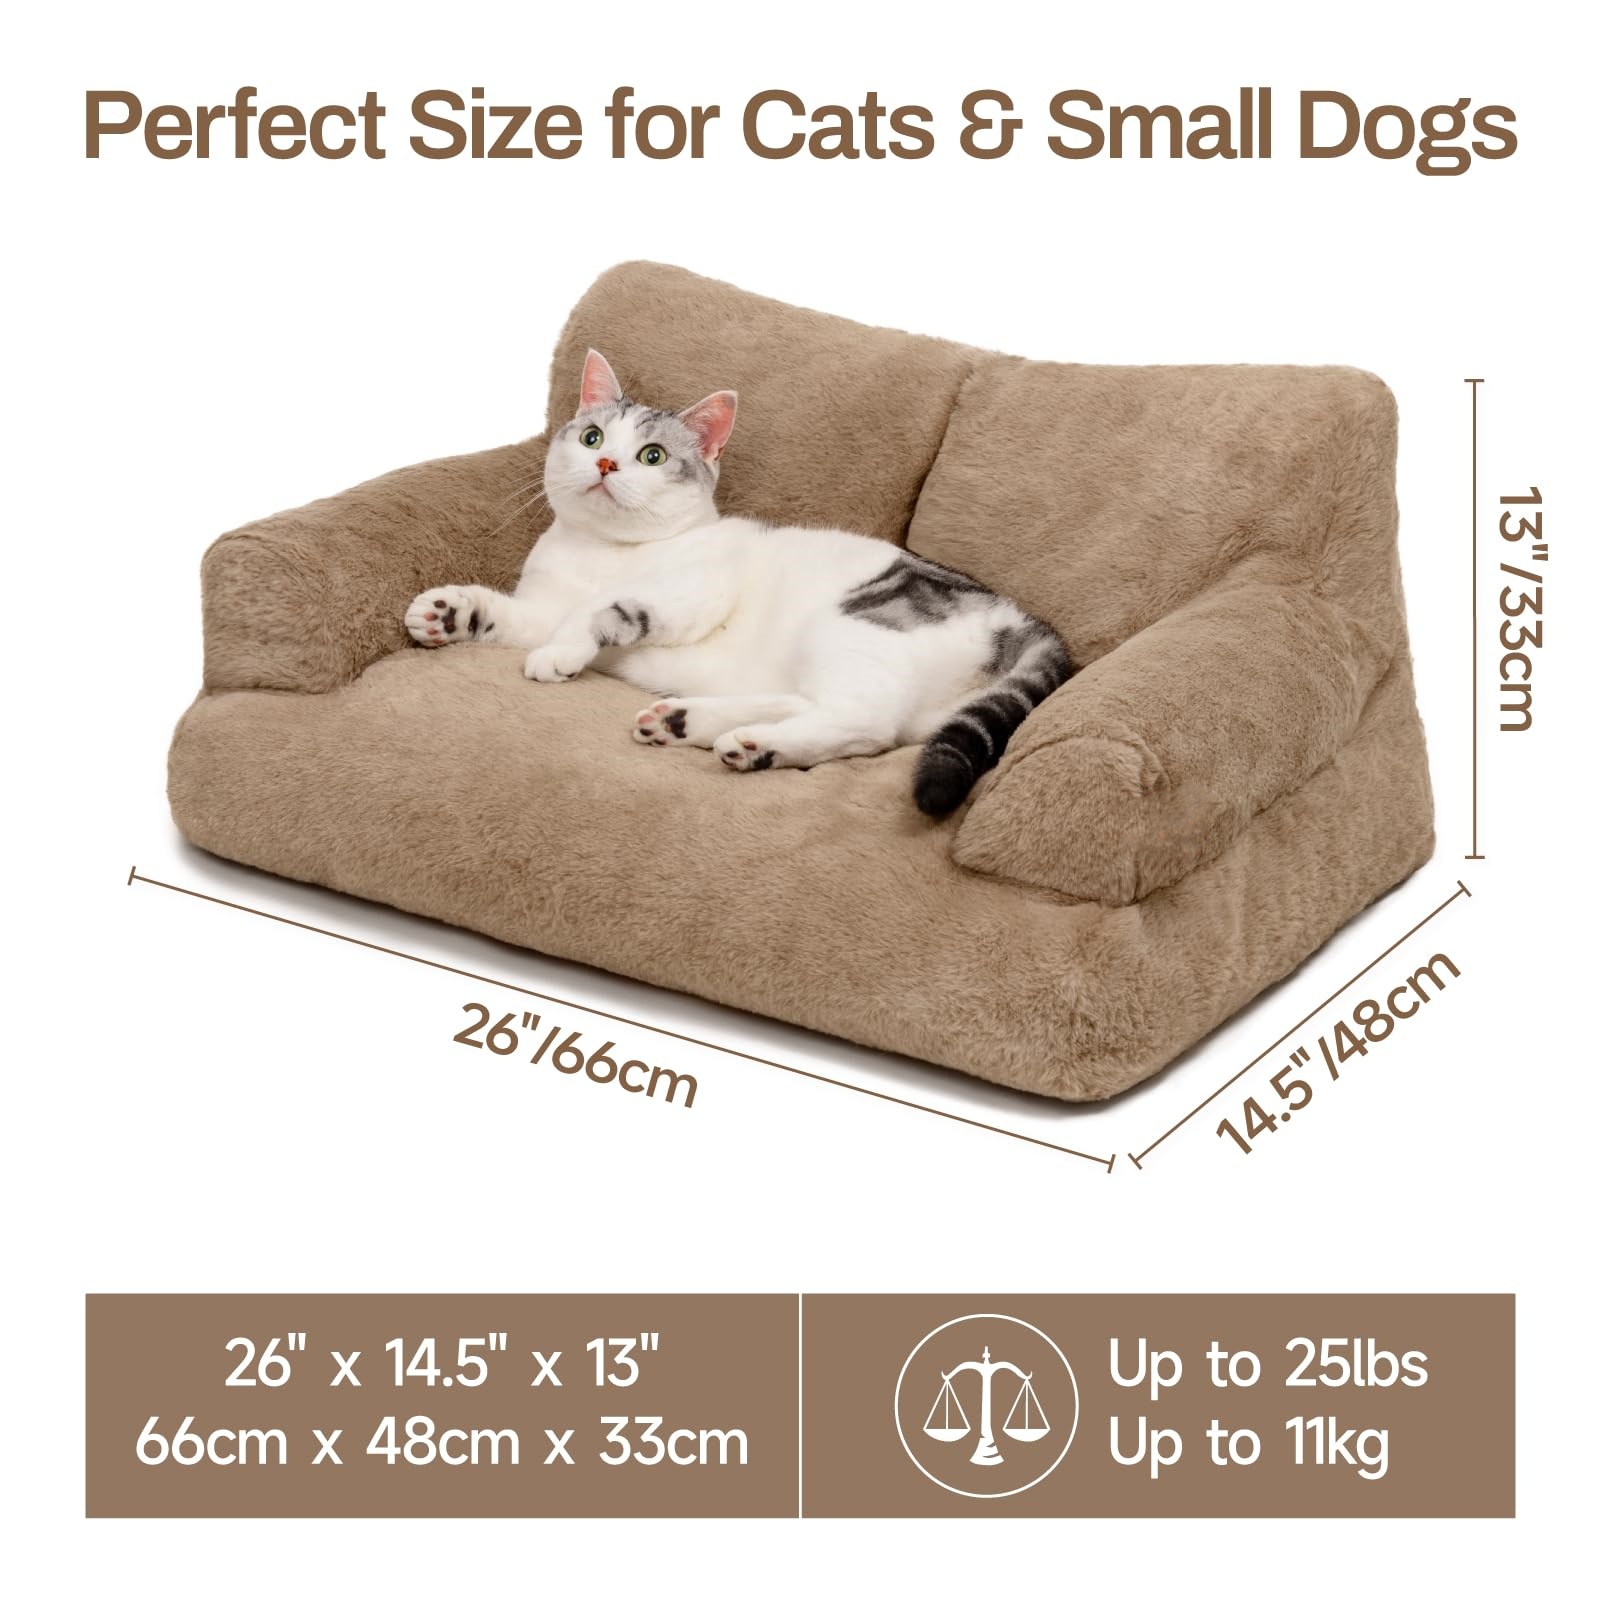 Perfect Size for Cats & Small Dogs
13"/33cm
26"/66cm
14.5"/48cm
26" x 14.5" x 13"
66cm x 48cm x 33cm
Up to 25lbs
Up to 11kg